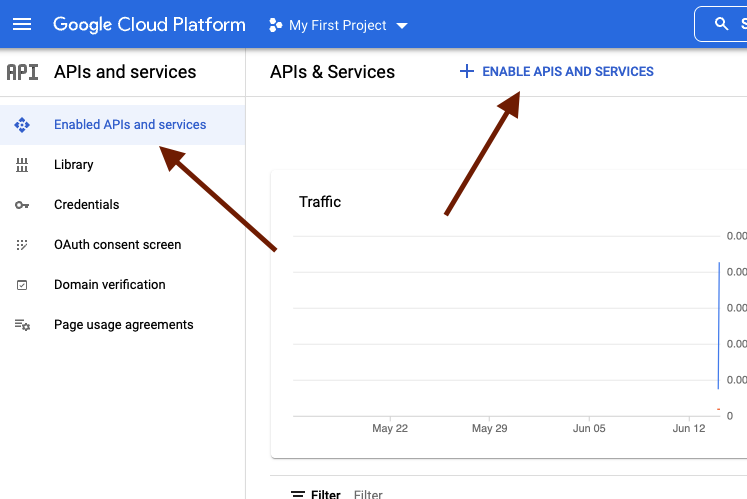 Google Cloud Platform
My First Project
S
API
APIs and services
APIs & Services
ENABLE APIS AND SERVICES
Enabled APIs and services
Library
Credentials
OAuth consent screen
Domain verification
Page usage agreements
Traffic
0.00
0.00
0.00
0.00
0.00
0
May 22
May 29
Jun 05
Jun 12
Filter
Filter